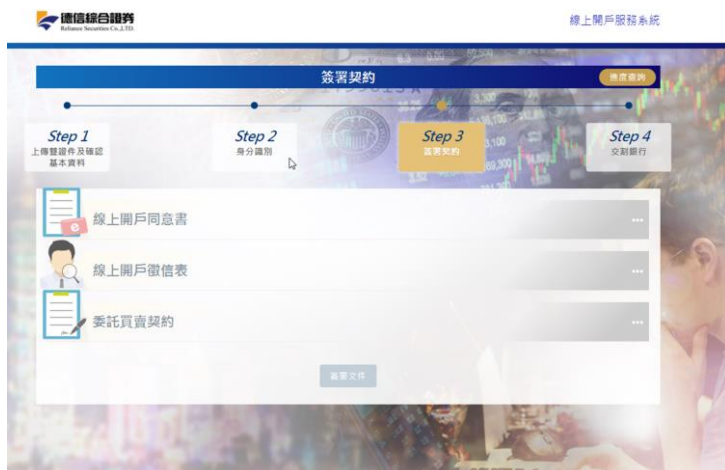 德信綜合證券
Reliance Securities Co.,LTD.
線上開戶服務系統
簽署契約
進度查詢
Step 1
上傳雙證件及確認
基本資料
Step 2
身分識別
Step 3
簽署契約
Step 4
交割銀行
線上開戶同意書
線上開戶徵信表
委託買賣契約
簽署文件